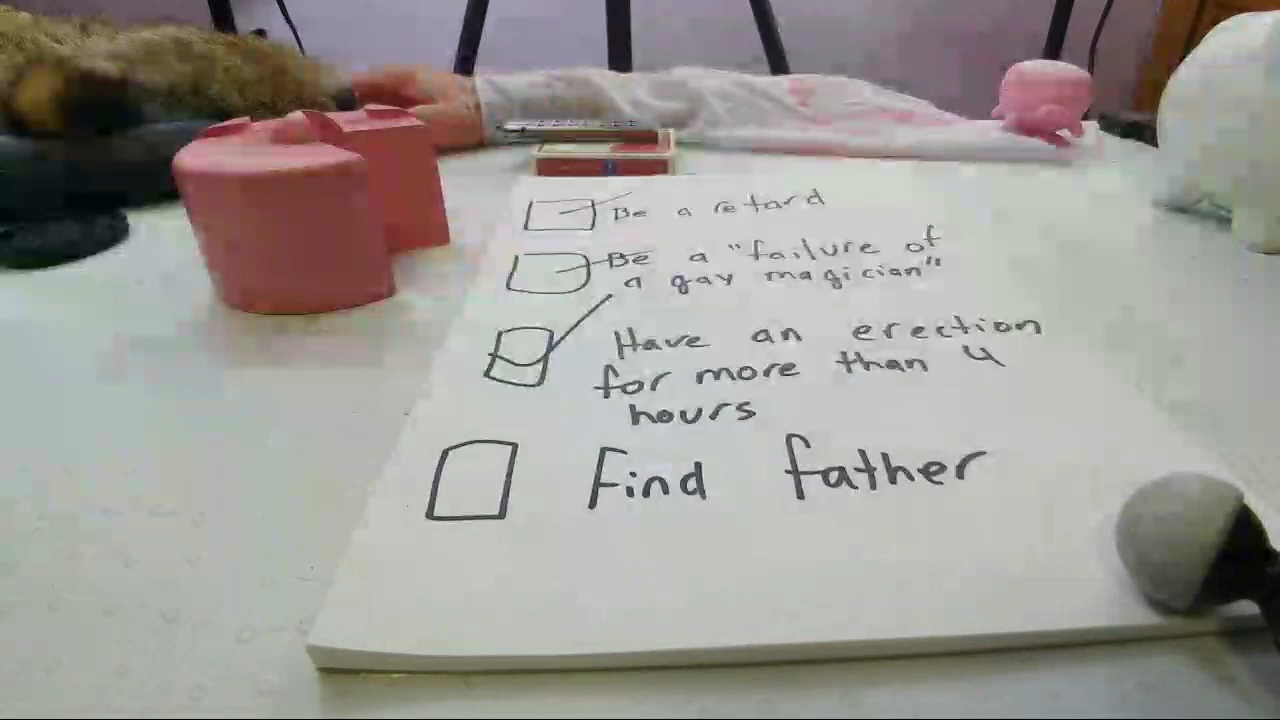 Be a retard
Be a "failure of
a gay magician"
Have an erection
for more than 4
hours
Find father